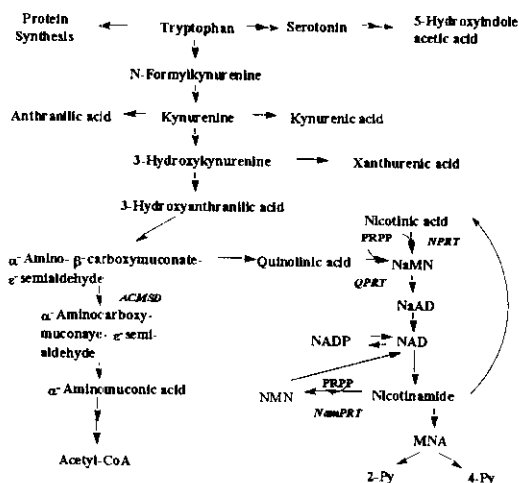 Protein
Synthesis
Tryptophan
Serotonin
5-Hydroxyindole
acetic acid
N-Formylkynurenine
Anthranilic acid
Kynurenine
Kynurenic acid
3-Hydroxykynurenine
Xanthurenic acid
3-Hydroxyanthranilic acid
Nicotinic acid
PRPP
NPRT
α-Amino-β-carboxymuconate-
ε-semialdehyde
Quinolinic acid
NaMN
QPRT
ACMSD
NaAD
α-Aminocarboxy-
muconaye-ε-semi-
aldehyde
NADP
NAD
α-Aminomuconic acid
NMN
PRPP
NamPRT
Nicotinamide
MNA
Acetyl-CoA
2-Py
4-Py